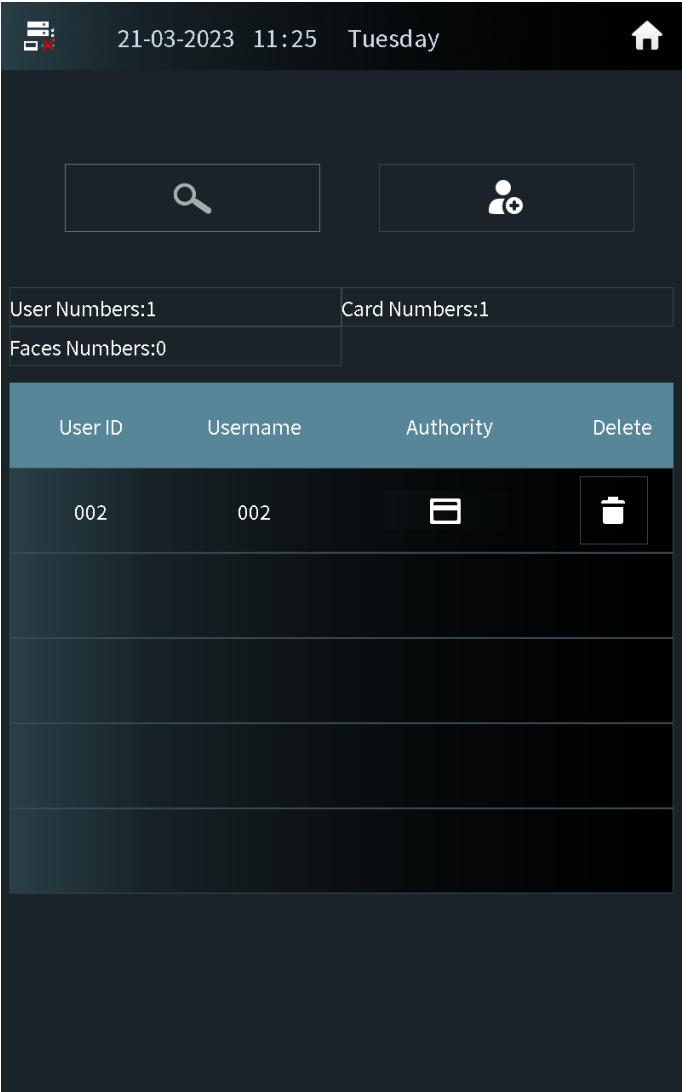 21-03-2023 11:25 Tuesday
User Numbers:1 Card Numbers:1
Faces Numbers:0
User ID Username Authority Delete
002 002